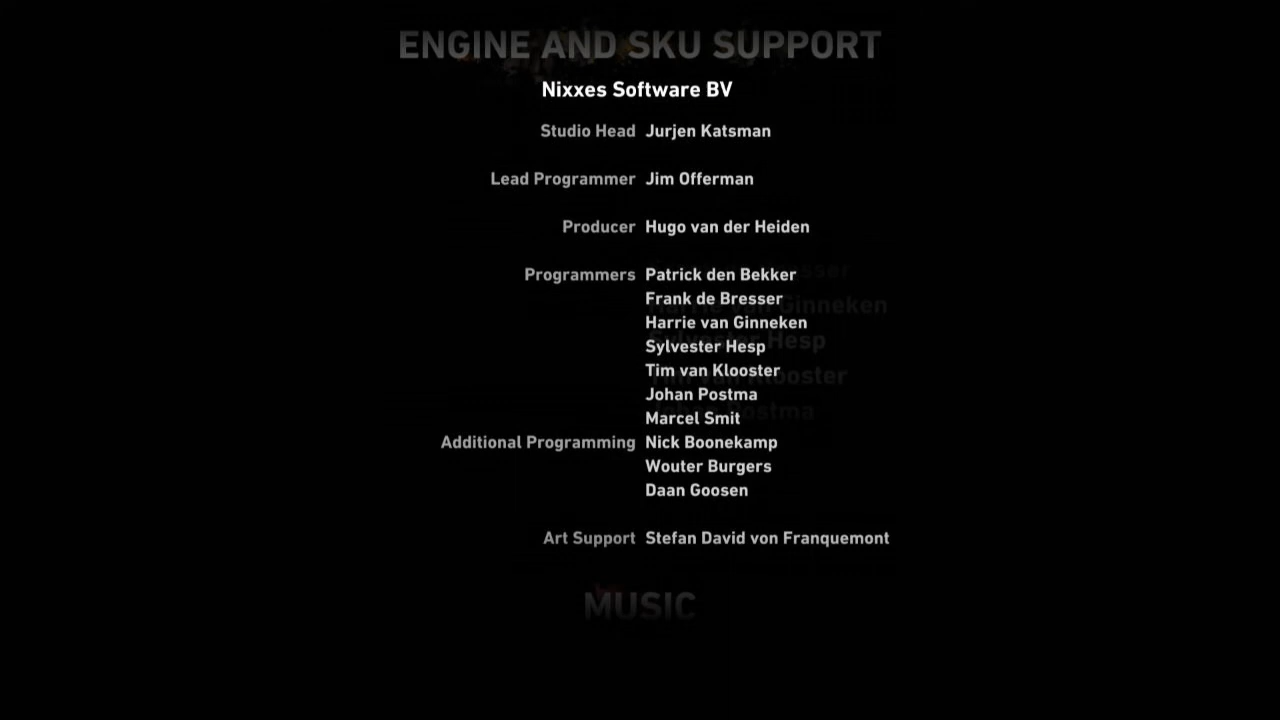 ENGINE AND SKU SUPPORT
Nixxes Software BV
Studio Head Jurjen Katsman
Lead Programmer Jim Offerman
Producer Hugo van der Heiden
Programmers Patrick den Bekker
Frank de Bresser
Harrie van Ginneken
Sylvester Hesp
Tim van Klooster
Johan Postma
Marcel Smit
Additional Programming Nick Boonekamp
Wouter Burgers
Daan Goosen
Art Support Stefan David von Franquemont
MUSIC